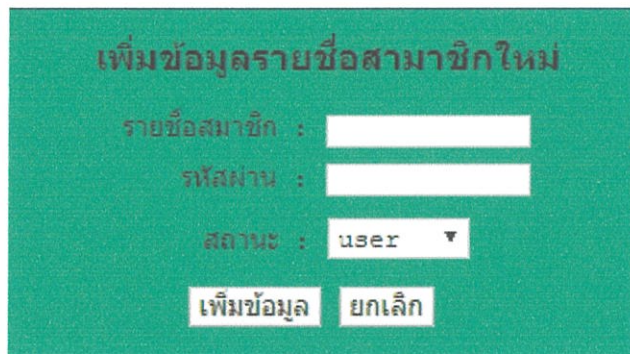 เพิ่มข้อมูลรายชื่อสามาชิกใหม่
รายชื่อสมาชิก :
รหัสผ่าน :
สถานะ : user ▼
เพิ่มข้อมูล ยกเลิก